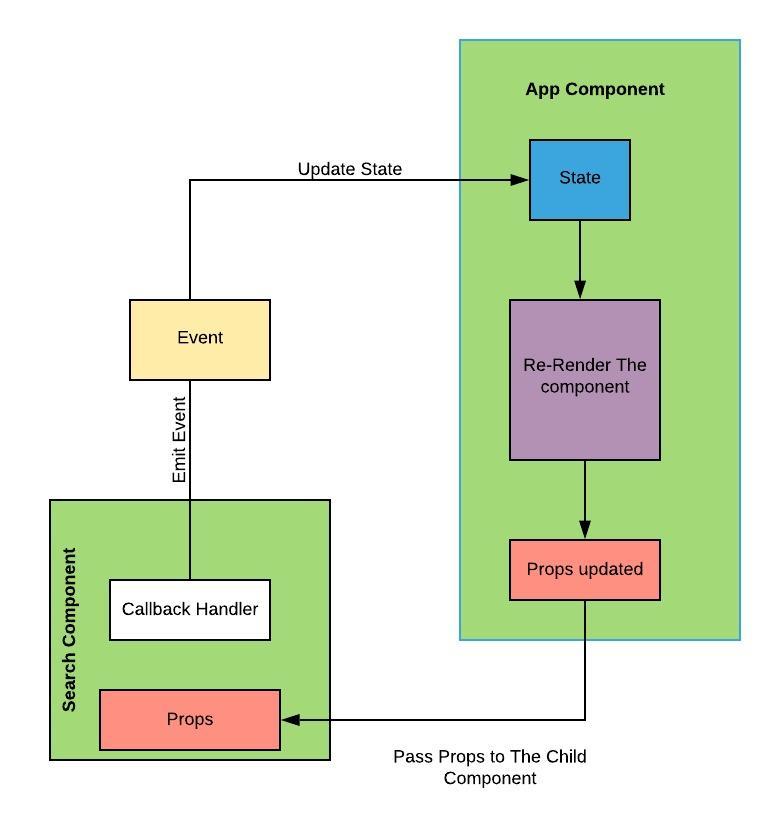 App Component
Update State
State
Event
Re-Render The
component
Emit Event
Props updated
Search Component
Callback Handler
Props
Pass Props to The Child
Component